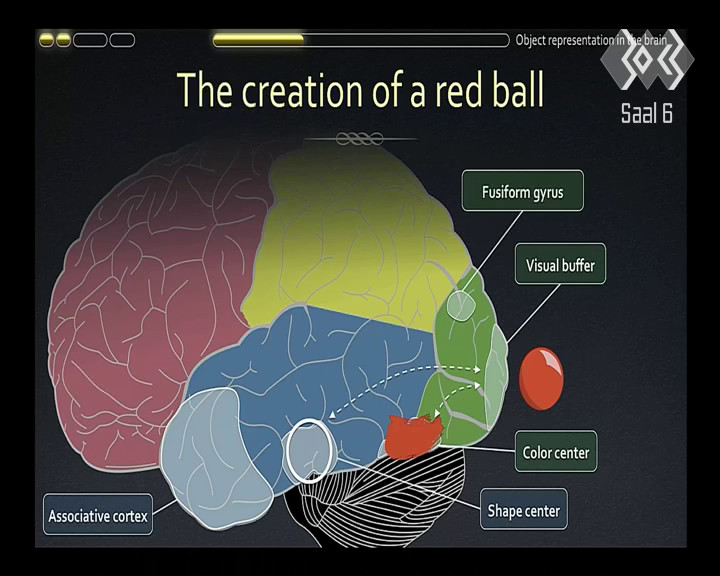 Object representation in the brain
The creation of a red ball
Saal 6
Fusiform gyrus
Visual buffer
Color center
Associative cortex
Shape center